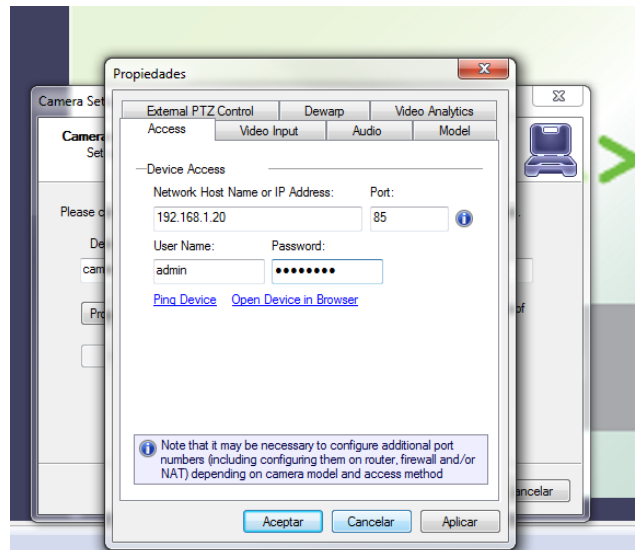 Propiedades
Camera Set
External PTZ Control Dewarp Video Analytics
Access Video Input Audio Model
Camera
Set
Device Access
Network Host Name or IP Address: Port:
192.168.1.20 85
Please c
User Name: Password:
De
admin ●●●●●●●●
cam
Ping Device Open Device in Browser
of
Note that it may be necessary to configure additional port
numbers (including configuring them on router, firewall and/or
NAT) depending on camera model and access method
ancelar
Aceptar Cancelar Aplicar